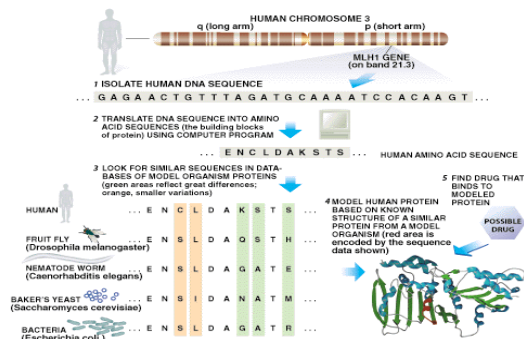 HUMAN CHROMOSOME 3
q (long arm)
p (short arm)
MLH1 GENE
(on band 21.3)
1 ISOLATE HUMAN DNA SEQUENCE
... G A G A A C T G T T T A G A T G C A A A A T C C A C A A G T ...
2 TRANSLATE DNA SEQUENCE INTO AMINO
ACID SEQUENCES (the building blocks
of protein) USING COMPUTER PROGRAM
... E N C L D A K S T S ...
HUMAN AMINO ACID SEQUENCE
3 LOOK FOR SIMILAR SEQUENCES IN DATA-
BASES OF MODEL ORGANISM PROTEINS
(green areas reflect great differences;
orange, smaller variations)
HUMAN
... E N C L D A K S T S ...
FRUIT FLY
(Drosophila melanogaster)
... E N S L D A Q S T H ...
NEMATODE WORM
(Caenorhabditis elegans)
... E N S L D A G A T E ...
BAKER'S YEAST
(Saccharomyces cerevisiae)
... E N S I D A N A T M ...
BACTERIA
(Escherichia coli)
... E N S L D A G A T R ...
4 MODEL HUMAN PROTEIN
BASED ON KNOWN
STRUCTURE OF A SIMILAR
PROTEIN FROM A MODEL
ORGANISM (red area is
encoded by the sequence
data shown)
5 FIND DRUG THAT
BINDS TO
MODELED
PROTEIN
POSSIBLE
DRUG